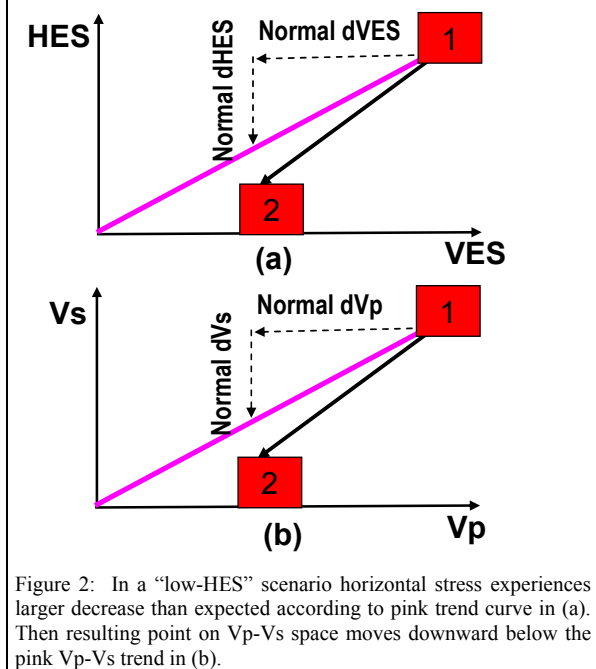 HES
Normal dVES
1
Normal dHES
2
VES
(a)
Vs
Normal dVp
1
Normal dVs
2
Vp
(b)
Figure 2: In a “low-HES” scenario horizontal stress experiences
larger decrease than expected according to pink trend curve in (a).
Then resulting point on Vp-Vs space moves downward below the
pink Vp-Vs trend in (b).